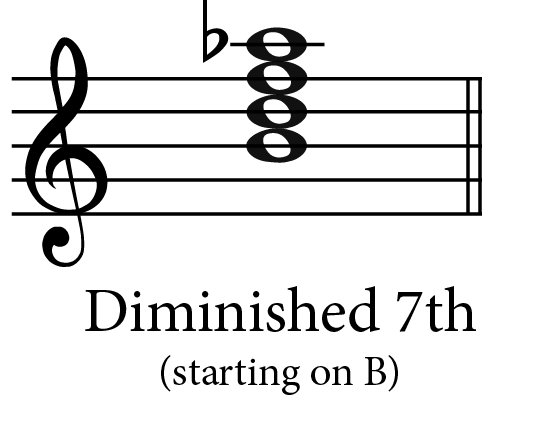 Diminished 7th
(starting on B)